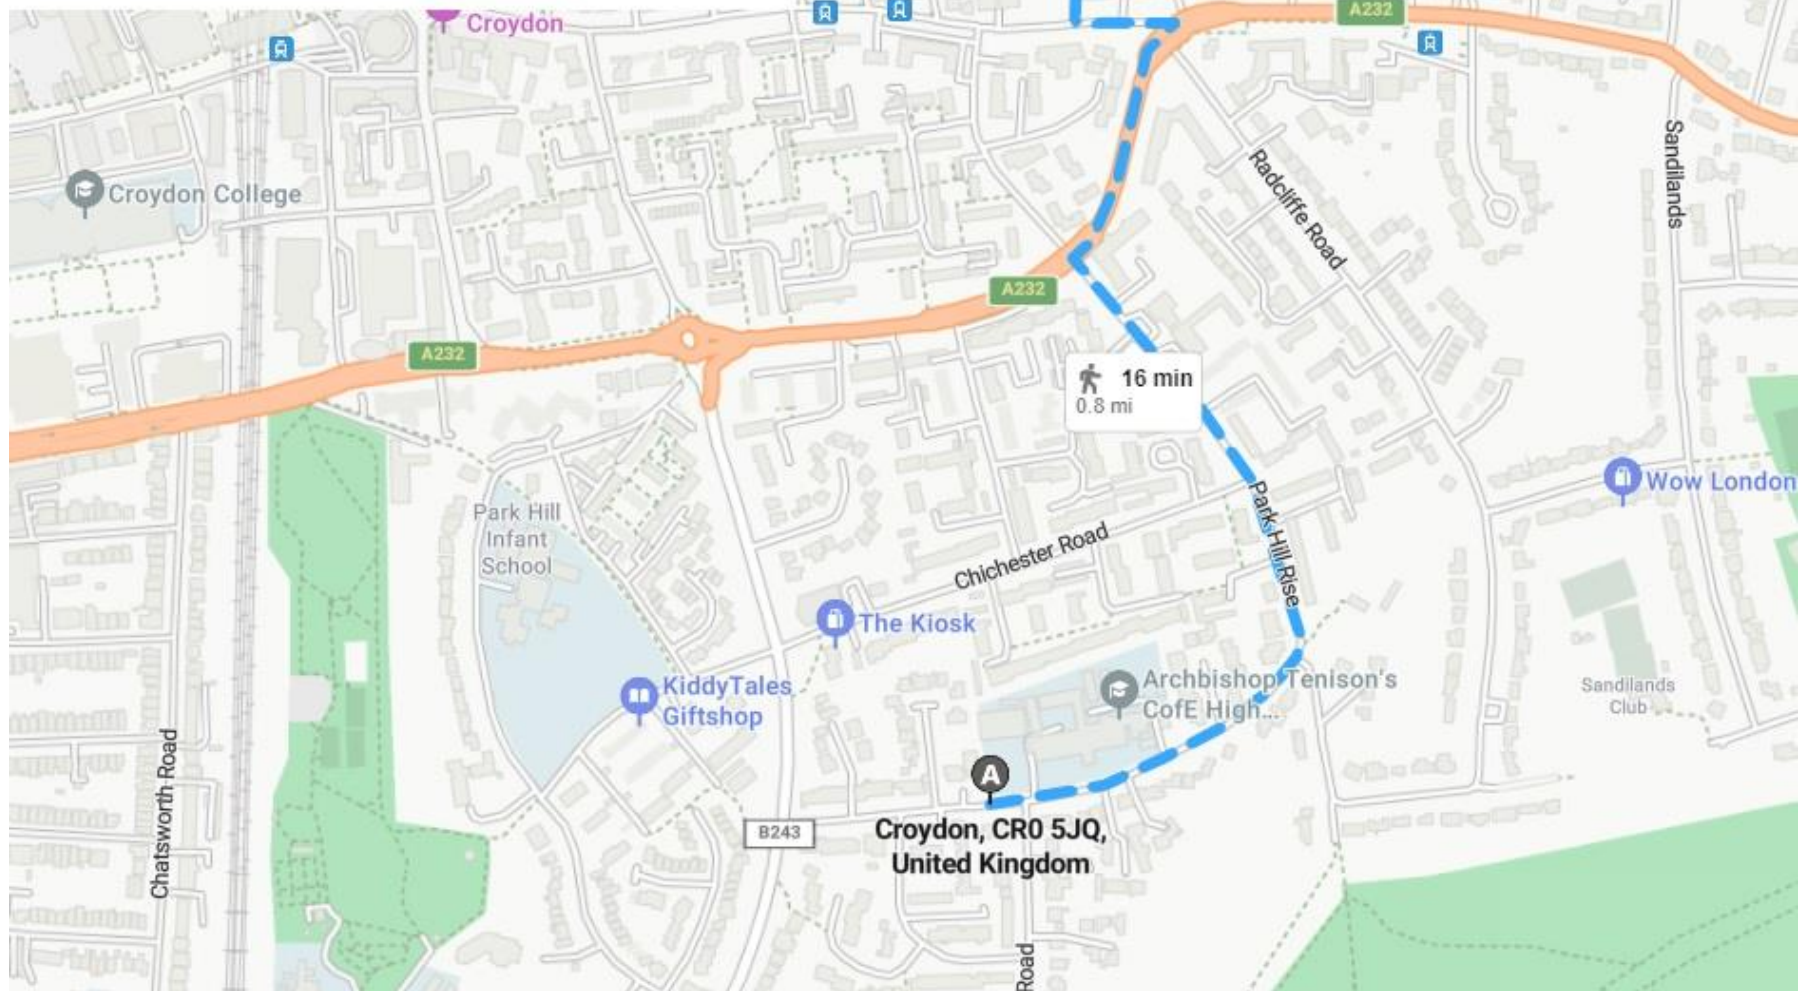 Croydon
A232
Croydon College
Radcliffe Road
Sandilands
A232
A232
16 min
0.8 mi
Park Hill
Infant
School
Wow London
Park Hill Rise
Chichester Road
The Kiosk
KiddyTales
Giftshop
Archbishop Tenison's
CofE High...
Sandilands
Club
Chatsworth Road
A
B243
Croydon, CR0 5JQ,
United Kingdom
Road